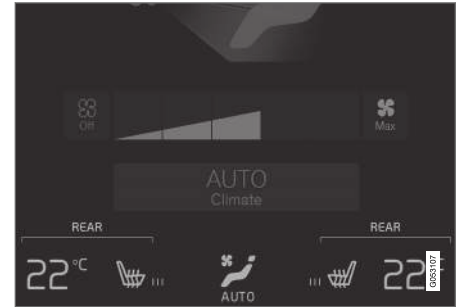 Off
Max
AUTO
Climate
REAR
REAR
22°C
22
AUTO
G053107